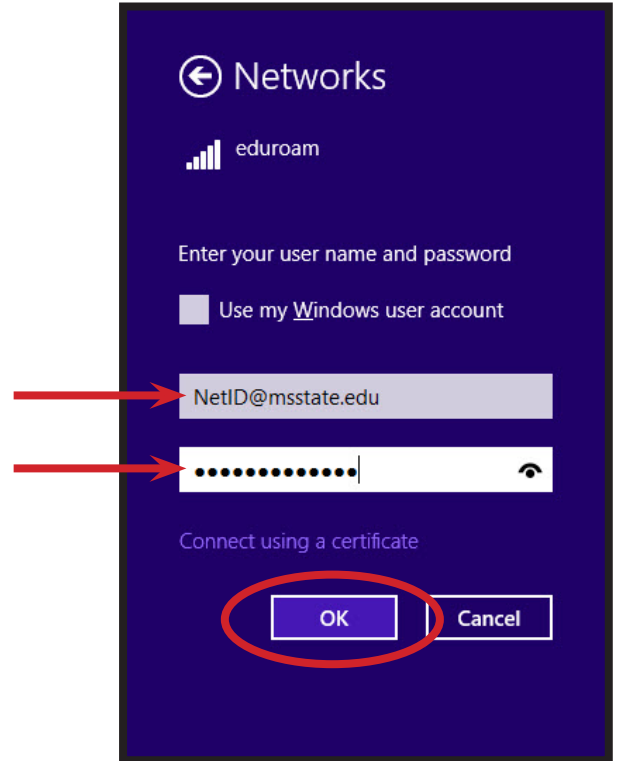 Networks
eduroam
Enter your user name and password
Use my Windows user account
NetID@msstate.edu
•••••••••••••
Connect using a certificate
OK Cancel